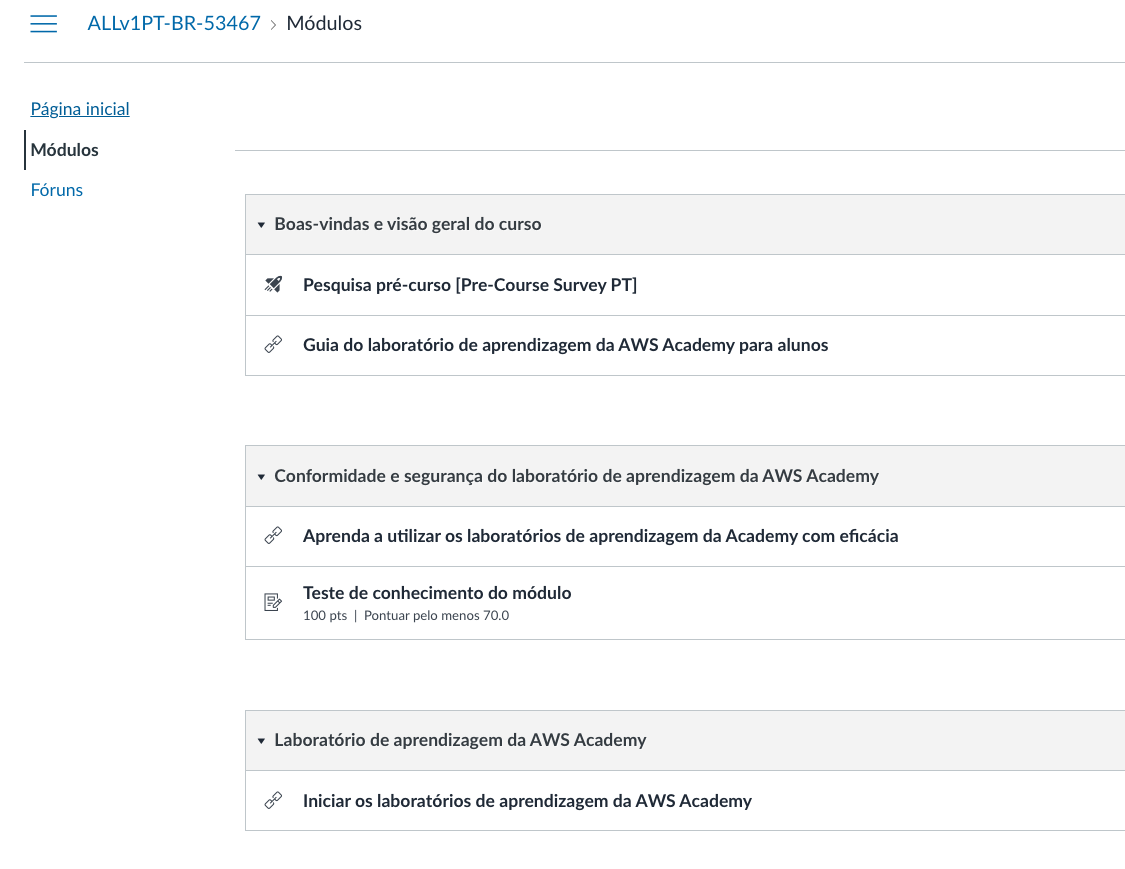 ALLv1PT-BR-53467 › Módulos
Página inicial
Módulos
Fóruns
Boas-vindas e visão geral do curso
Pesquisa pré-curso [Pre-Course Survey PT]
Guia do laboratório de aprendizagem da AWS Academy para alunos
Conformidade e segurança do laboratório de aprendizagem da AWS Academy
Aprenda a utilizar os laboratórios de aprendizagem da Academy com eficácia
Teste de conhecimento do módulo
100 pts | Pontuar pelo menos 70.0
Laboratório de aprendizagem da AWS Academy
Iniciar os laboratórios de aprendizagem da AWS Academy